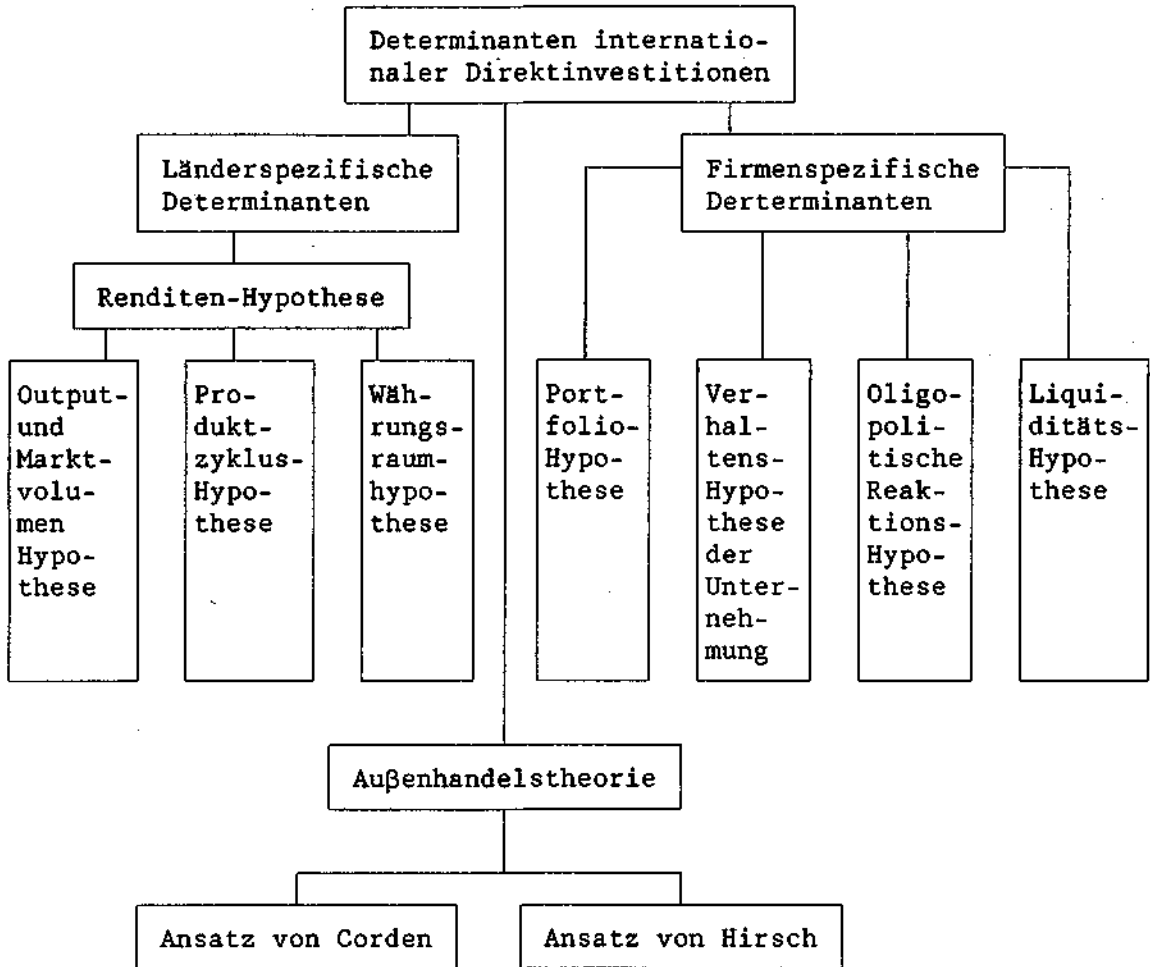 Determinanten internatio-
naler Direktinvestitionen
Länderspezifische
Determinanten
Firmenspezifische
Derterminanten
Renditen-Hypothese
Output-
und
Markt-
volu-
men
Hypo-
these
Pro-
dukt-
zyklus-
Hypo-
these
Wäh-
rungs-
raum-
hypo-
these
Port-
folio-
Hypo-
these
Ver-
hal-
tens-
Hypo-
these
der
Unter-
neh-
mung
Oligo-
poli-
tische
Reak-
tions-
Hypo-
these
Liqui-
ditäts-
Hypo-
these
Außenhandelstheorie
Ansatz von Corden
Ansatz von Hirsch